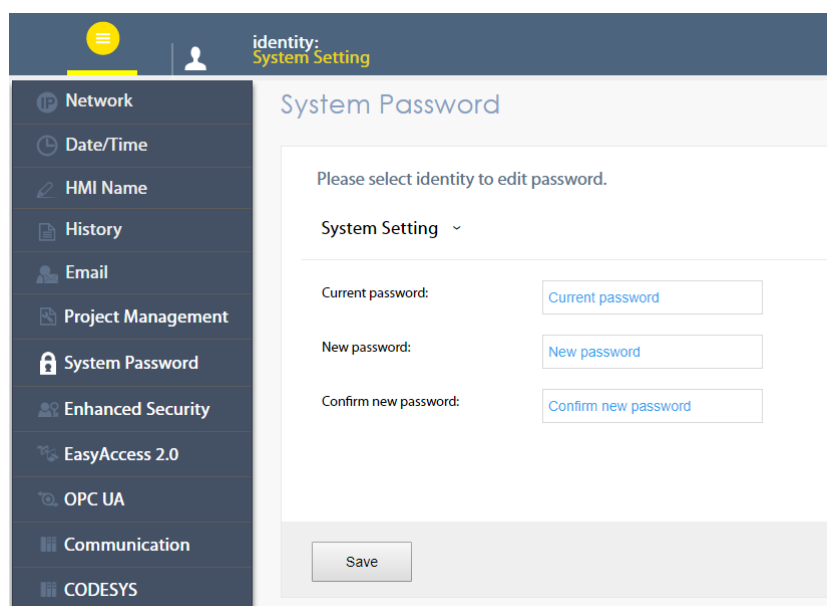 identity:
System Setting
Network
Date/Time
HMI Name
History
Email
Project Management
System Password
Enhanced Security
EasyAccess 2.0
OPC UA
Communication
CODESYS
System Password
Please select identity to edit password.
System Setting
Current password:
Current password
New password:
New password
Confirm new password:
Confirm new password
Save